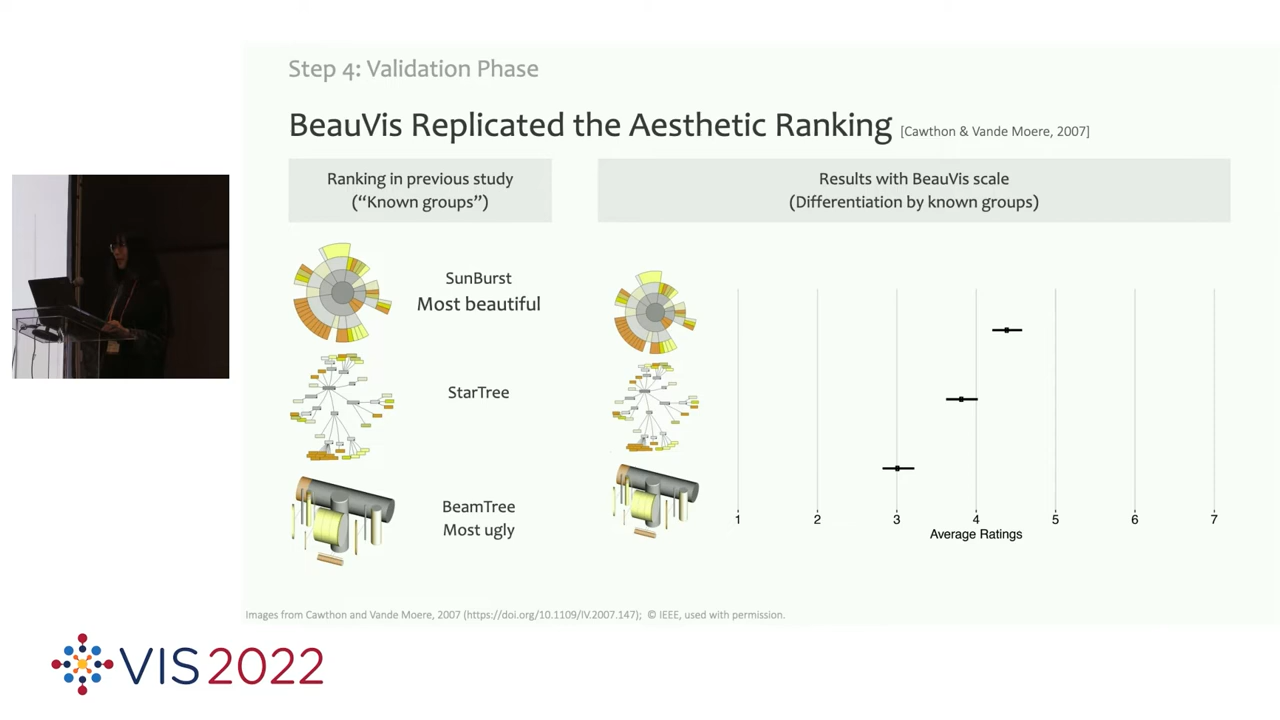 Step 4: Validation Phase
BeauVis Replicated the Aesthetic Ranking [Cawthon & Vande Moere, 2007]
Ranking in previous study
(“Known groups”)
Results with BeauVis scale
(Differentiation by known groups)
SunBurst
Most beautiful
StarTree
BeamTree
Most ugly
1 2 3 4 5 6 7
Average Ratings
Images from Cawthon and Vande Moere, 2007 (https://doi.org/10.1109/IV.2007.147); © IEEE, used with permission.
VIS2022